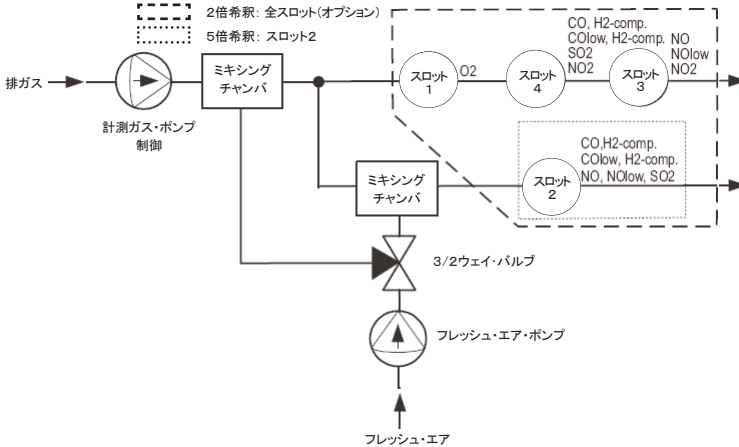 2倍希釈: 全スロット(オプション)
5倍希釈: スロット2
排ガス
計測ガス・ポンプ
制御
ミキシング
チャンバ
スロット
1
O2
スロット
4
CO, H2-comp.
COlow, H2-comp.
SO2
NO2
スロット
3
NO
NOlow
NO2
ミキシング
チャンバ
スロット
2
CO,H2-comp.
COlow, H2-comp.
NO, NOlow, SO2
3/2ウェイ・バルブ
フレッシュ・エア・ポンプ
フレッシュ・エア